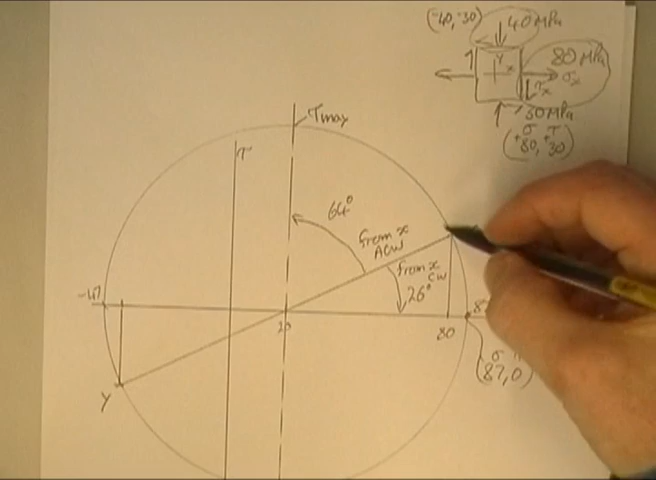 (-40,-30) 40 MPa
80 MPa
y
x
σx
τx
30 MPa
σ τ
(+80, +30)
τmax
τ
64°
from x
ACW
from x
CW
26°
20
80
σ
(87,0)
y